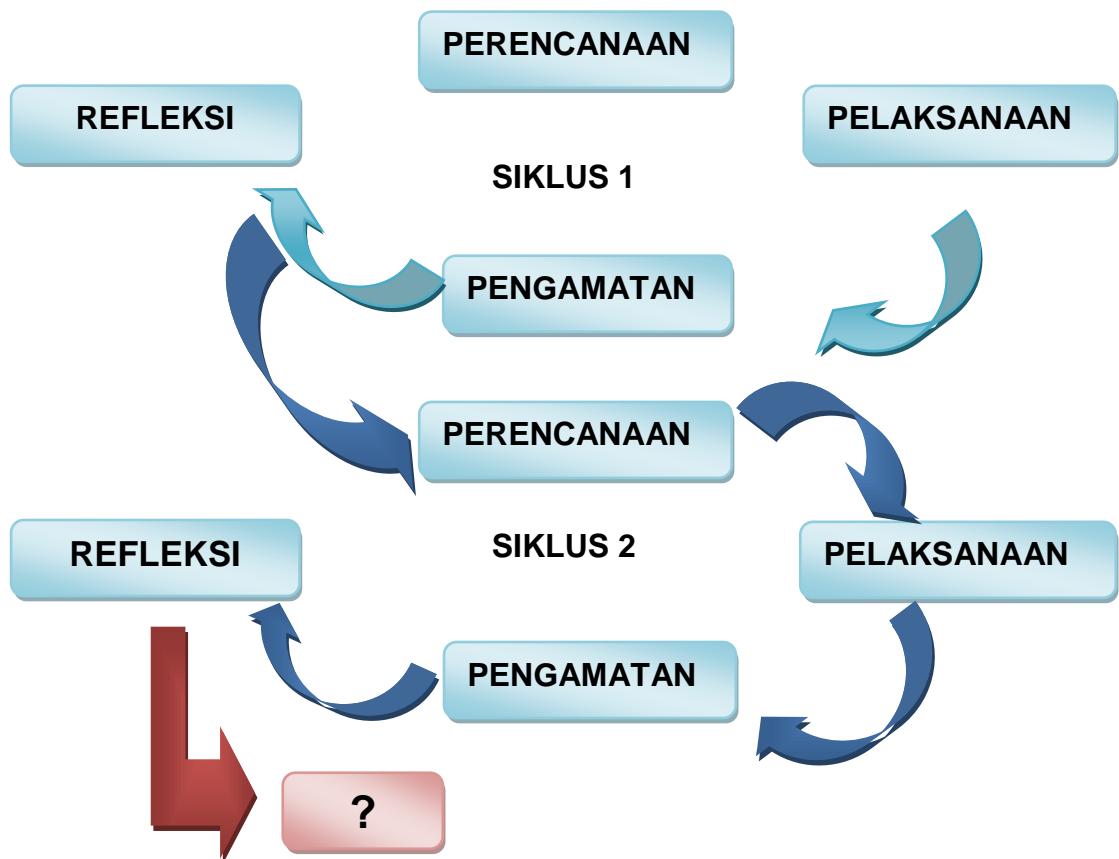 PERENCANAAN
REFLEKSI
PELAKSANAAN
SIKLUS 1
PENGAMATAN
PERENCANAAN
REFLEKSI
SIKLUS 2
PELAKSANAAN
PENGAMATAN
?